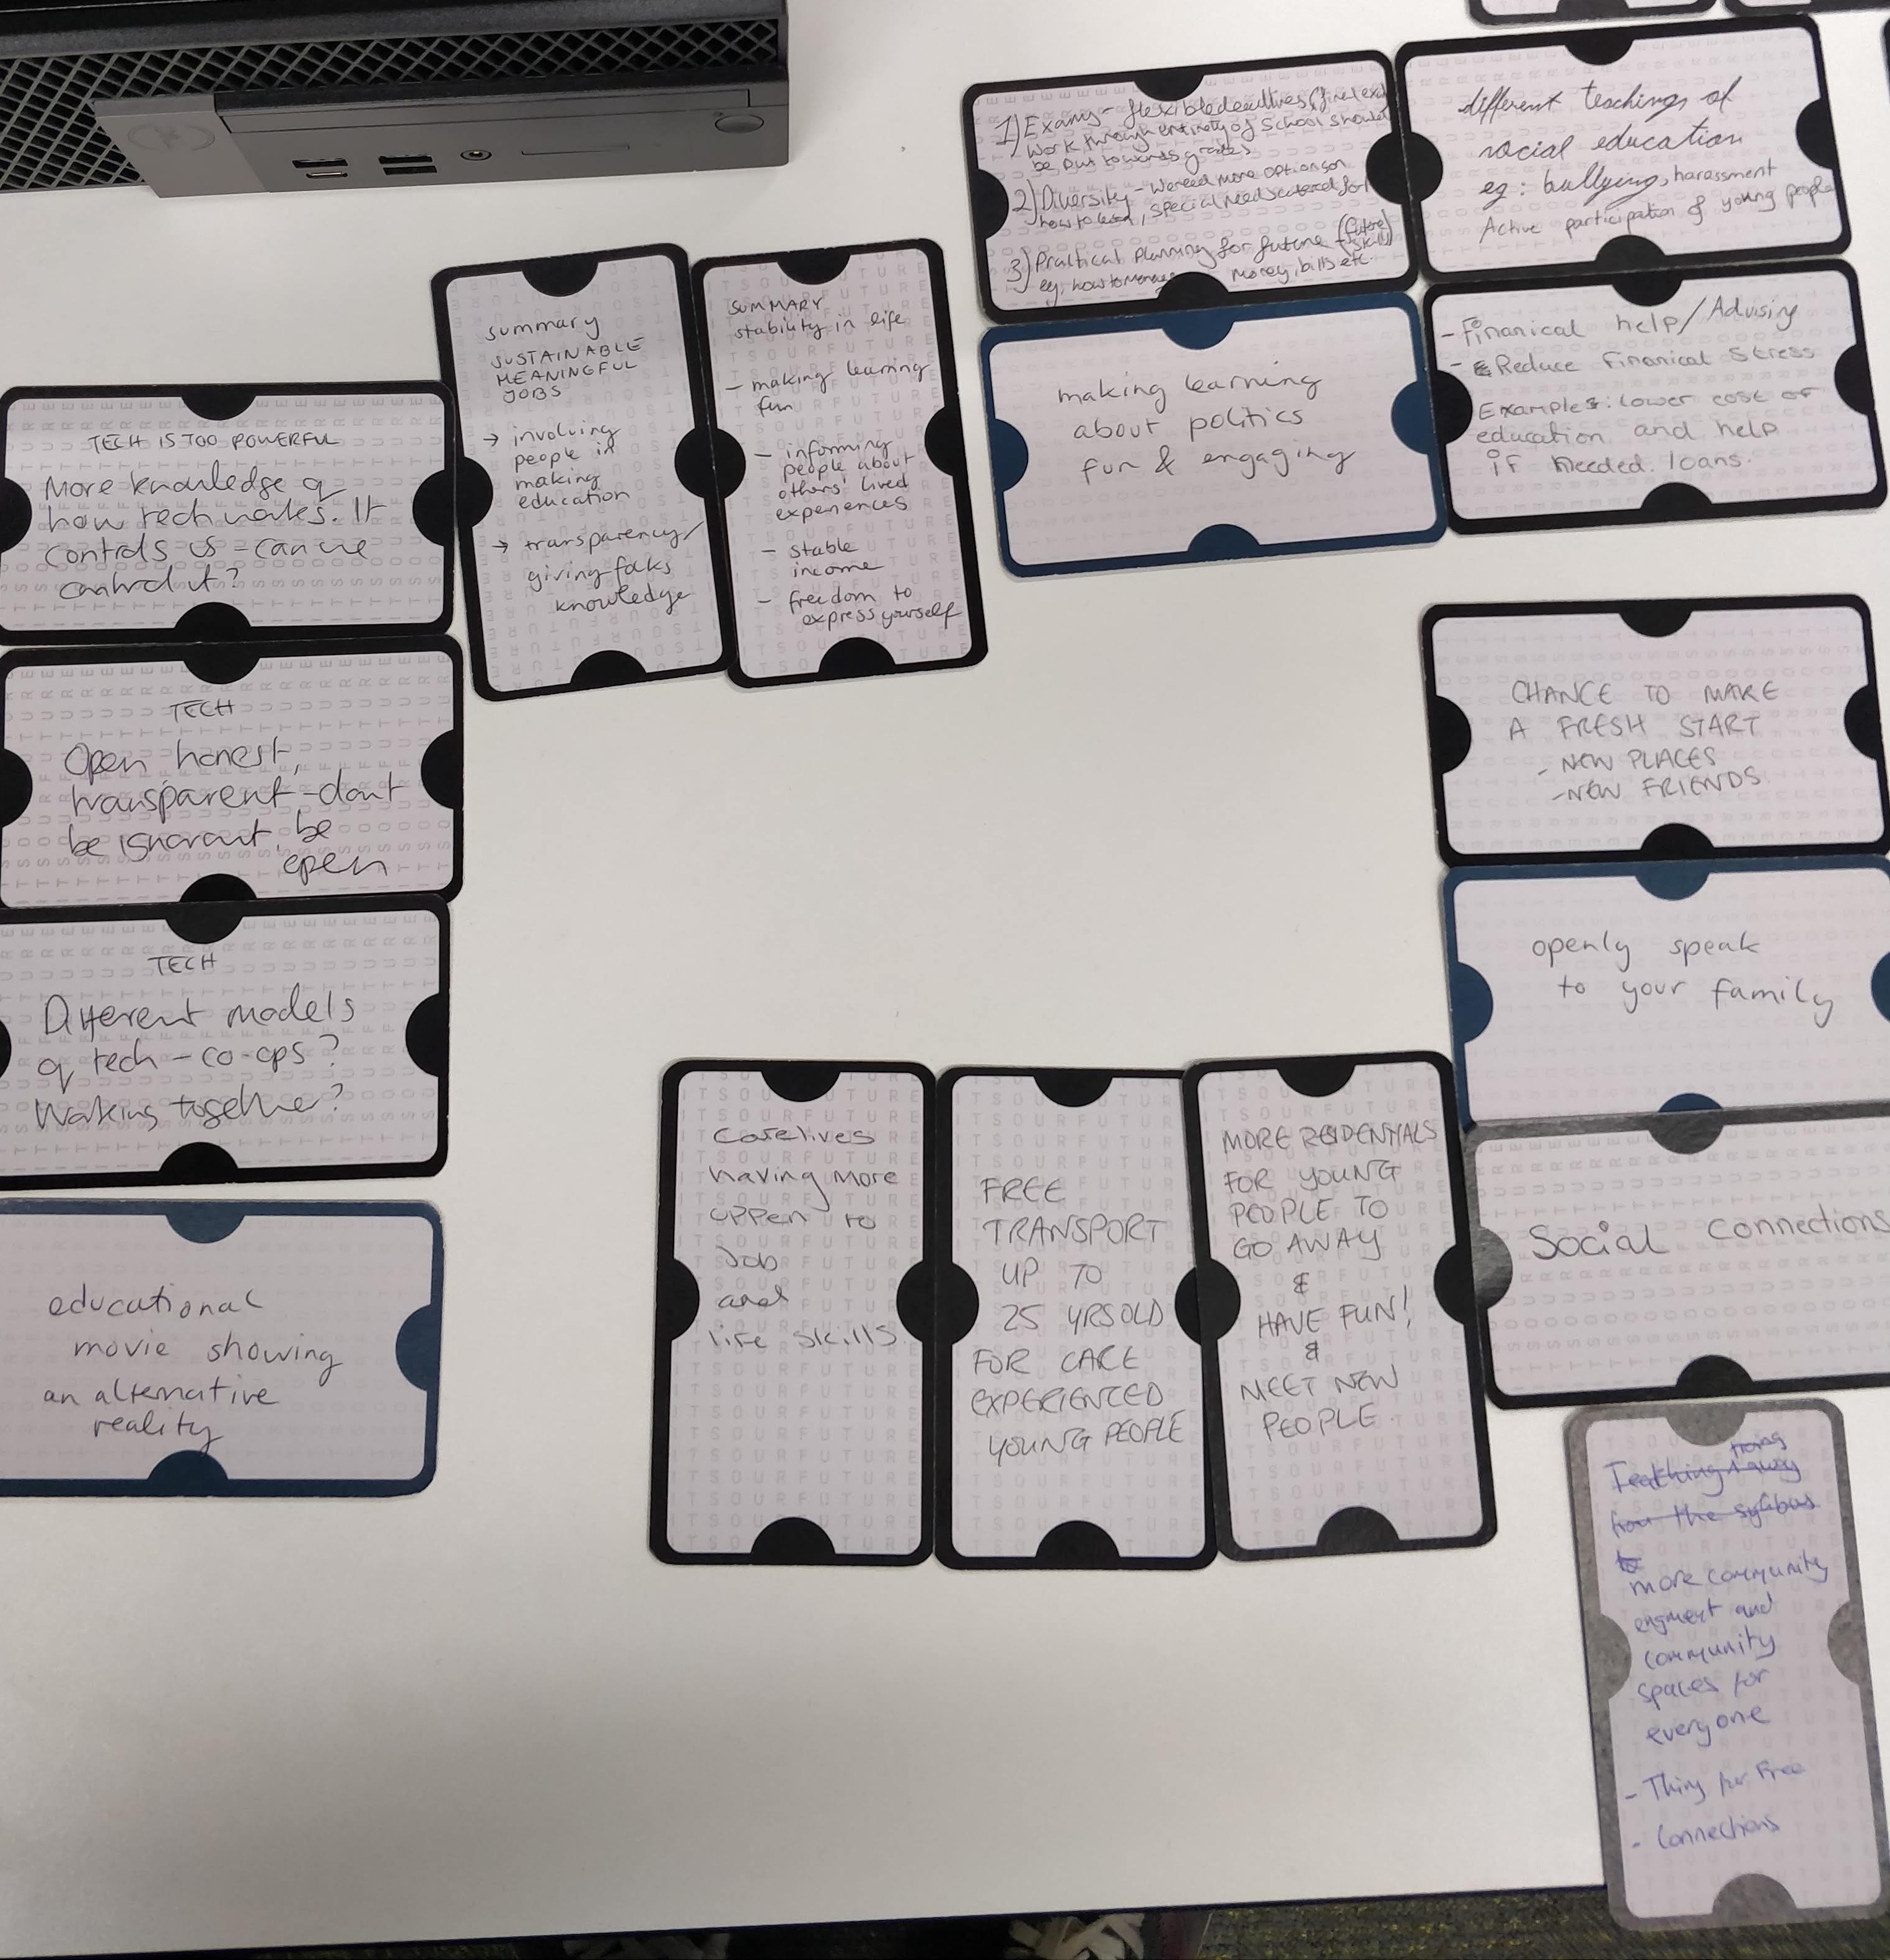 TECH IS TOO POWERFUL
More knowledge of
how tech works. It
controls us - can we
control it?
TECH
Open honest,
transparent - dont
be ignorant, be
open
TECH
Different models
of tech - co-ops?
Working together?
educational
movie showing
an alternative
reality
summary
SUSTAINABLE
MEANINGFUL
JOBS
→ involving
people in
making
education
→ transparency/
giving folks
knowledge
SUMMARY
stability in life
- making learning
fun
- informing
people about
others' lived
experiences
- stable
income
- freedom to
express yourself
1) Exams - flexible deadlines
Work through entirety of School should
be put towards grades
2) Diversity - We need more options on
how to learn, special needs catered for
3) Practical planning for future (future skills)
eg, how to manage money, bills etc.
different teachings of
social education
eg: bullying, harassment
Active participation of young people
making learning
about politics
fun & engaging
- Finanical help/Advising
- Reduce Finanical Stress
Examples: lower cost of
education and help
if needed. loans.
CHANCE TO MAKE
A FRESH START
- NEW PLACES
- NEW FRIENDS
openly speak
to your family
Social Connections
having more
to
Job
and
life skills
FREE
TRANSPORT
UP TO
25 YRS OLD
FOR CARE
EXPERIENCED
YOUNG PEOPLE
MORE RESIDENTIALS
FOR YOUNG
PEOPLE TO
GO AWAY
&
HAVE FUN!
&
MEET NEW
PEOPLE.
Teaching away
from the sylibus
more community
engment and
community
spaces for
everyone
- Thing for Free
- Connections